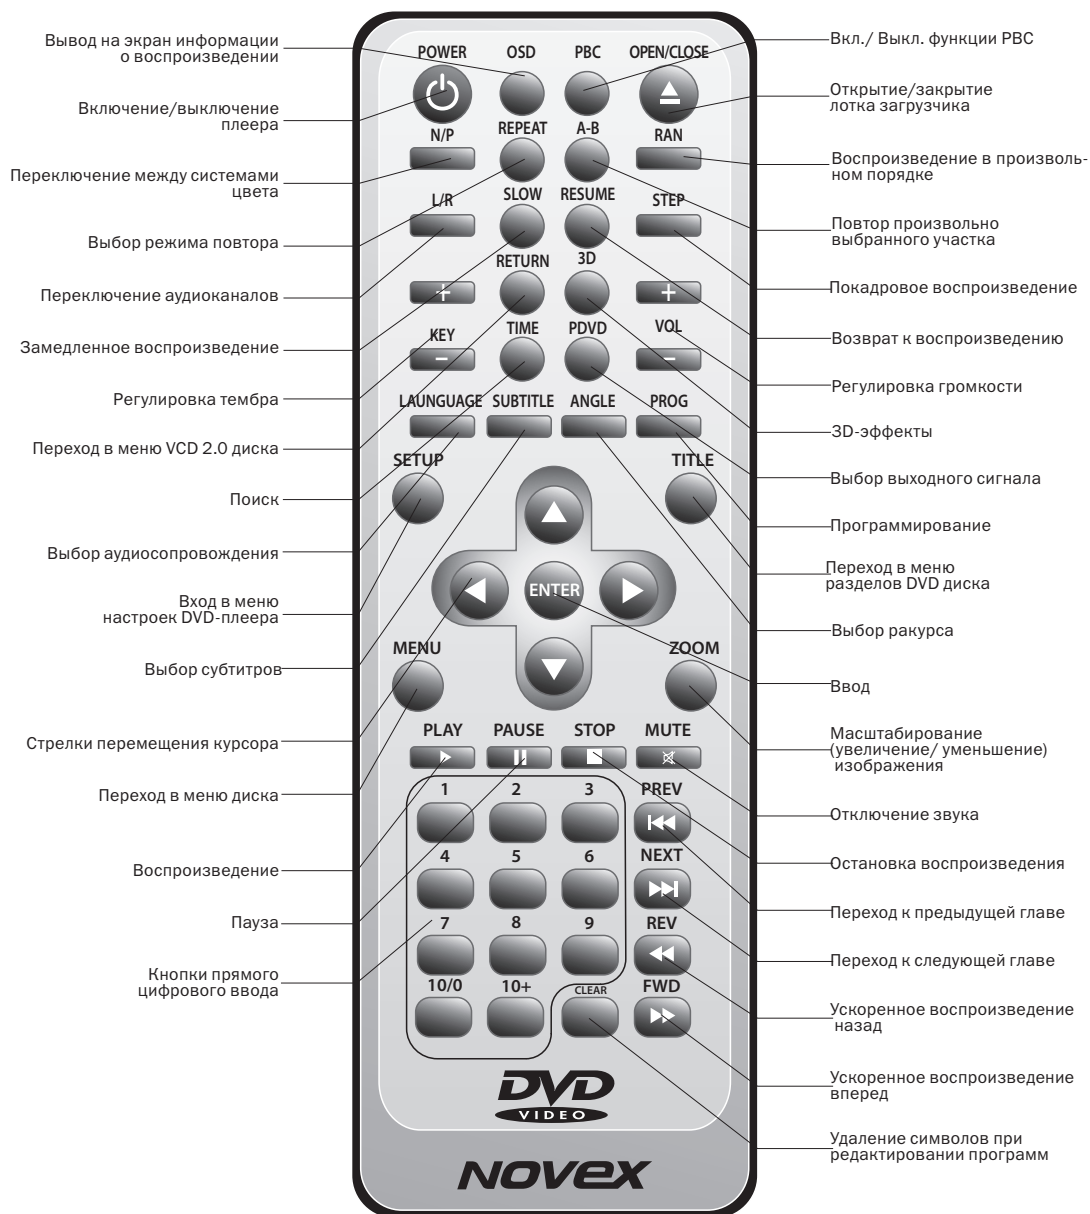 Вывод на экран информации
о воспроизведении
Включение/выключение
плеера
Переключение между системами
цвета
Выбор режима повтора
Переключение аудиоканалов
Замедленное воспроизведение
Регулировка тембра
Переход в меню VCD 2.0 диска
Поиск
Выбор аудиосопровождения
Вход в меню
настроек DVD-плеера
Выбор субтитров
Стрелки перемещения курсора
Переход в меню диска
Воспроизведение
Пауза
Кнопки прямого
цифрового ввода
POWER OSD PBC OPEN/CLOSE
N/P REPEAT A-B RAN
L/R SLOW RESUME STEP
RETURN 3D
+ +
KEY TIME PDVD VOL
− −
LAUNGUAGE SUBTITLE ANGLE PROG
SETUP TITLE
ENTER
MENU ZOOM
PLAY PAUSE STOP MUTE
1 2 3 PREV
4 5 6 NEXT
7 8 9 REV
10/0 10+ CLEAR FWD
DVD
VIDEO
NOVEX
Вкл./ Выкл. функции PBC
Открытие/закрытие
лотка загрузчика
Воспроизведение в произволь-
ном порядке
Повтор произвольно
выбранного участка
Покадровое воспроизведение
Возврат к воспроизведению
Регулировка громкости
3D-эффекты
Выбор выходного сигнала
Программирование
Переход в меню
разделов DVD диска
Выбор ракурса
Ввод
Масштабирование
(увеличение/ уменьшение)
изображения
Отключение звука
Остановка воспроизведения
Переход к предыдущей главе
Переход к следующей главе
Ускоренное воспроизведение
назад
Ускоренное воспроизведение
вперед
Удаление символов при
редактировании программ